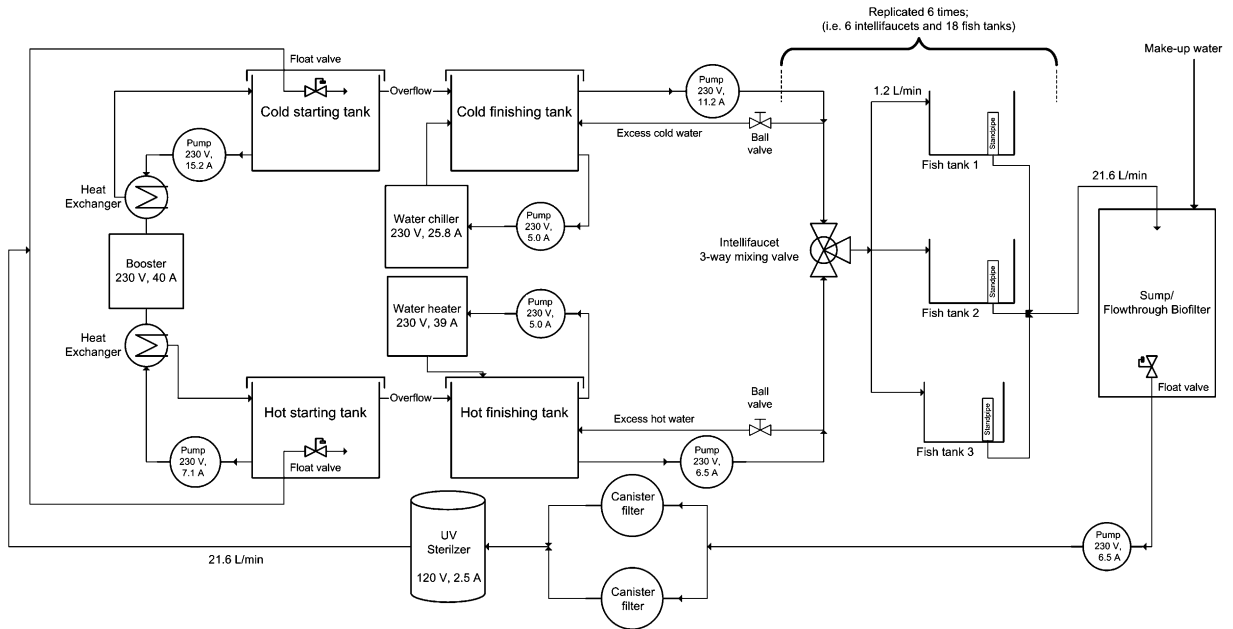 Replicated 6 times;
(i.e. 6 intellifaucets and 18 fish tanks)
Make-up water
Float valve
Cold starting tank
Overflow
Cold finishing tank
Pump
230 V,
11.2 A
1.2 L/min
Standpipe
Fish tank 1
Excess cold water
Ball
valve
Pump
230 V,
15.2 A
Heat
Exchanger
21.6 L/min
Water chiller
230 V, 25.8 A
Pump
230 V,
5.0 A
Intellifaucet
3-way mixing valve
Booster
230 V, 40 A
Standpipe
Fish tank 2
Sump/
Flowthrough Biofilter
Float valve
Water heater
230 V, 39 A
Pump
230 V,
5.0 A
Heat
Exchanger
Hot starting tank
Float valve
Overflow
Hot finishing tank
Ball
valve
Excess hot water
Standpipe
Fish tank 3
Pump
230 V,
7.1 A
Pump
230 V,
6.5 A
Canister
filter
UV
Sterilzer
120 V, 2.5 A
21.6 L/min
Canister
filter
Pump
230 V,
6.5 A